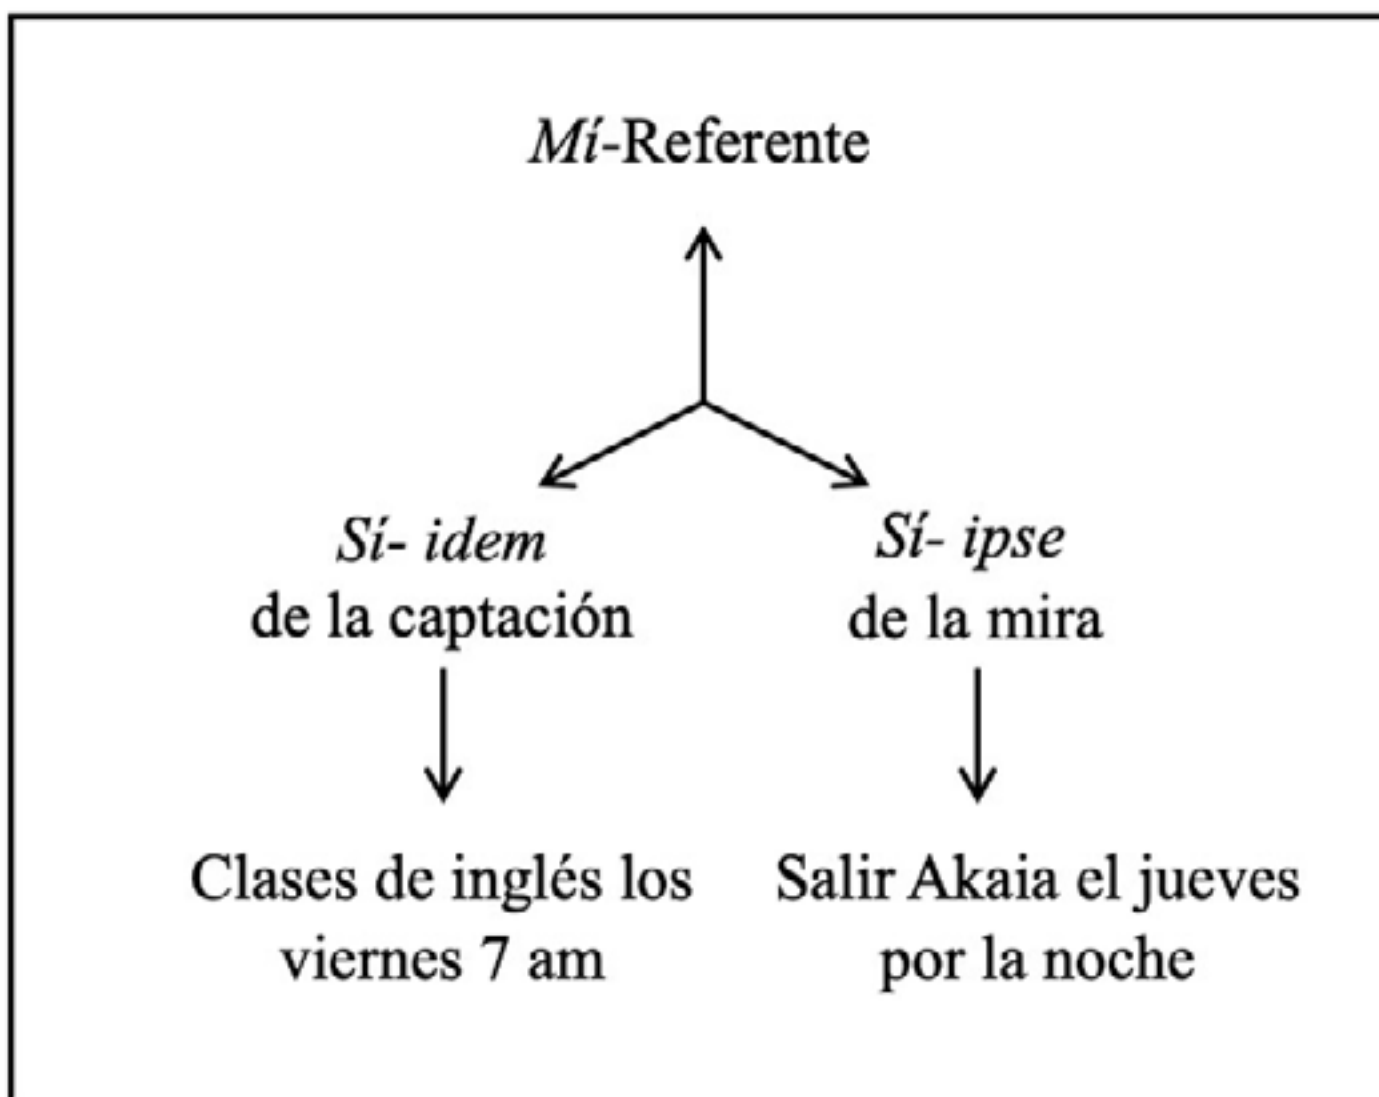 Mí-Referente
Sí- idem
de la captación
Sí- ipse
de la mira
Clases de inglés los
viernes 7 am
Salir Akaia el jueves
por la noche